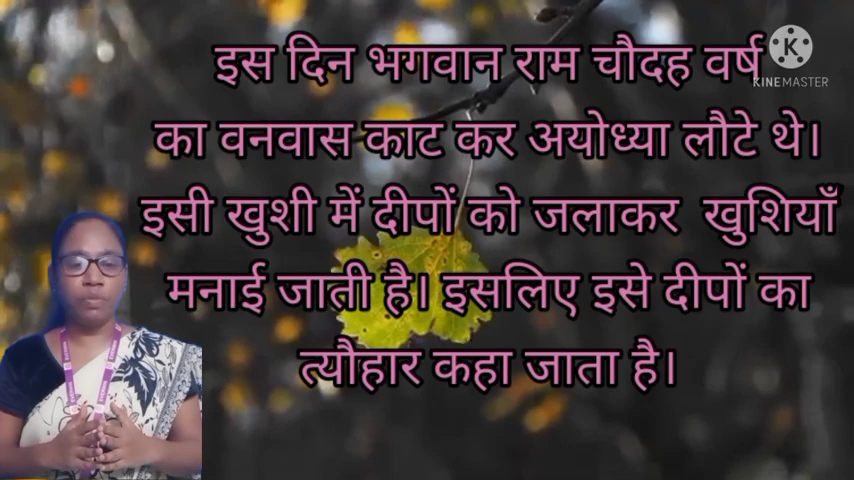 इस दिन भगवान राम चौदह वर्ष
KINEMASTER
का वनवास काट कर अयोध्या लौटे थे।
इसी खुशी में दीपों को जलाकर खुशियाँ
मनाई जाती है। इसलिए इसे दीपों का
त्यौहार कहा जाता है।